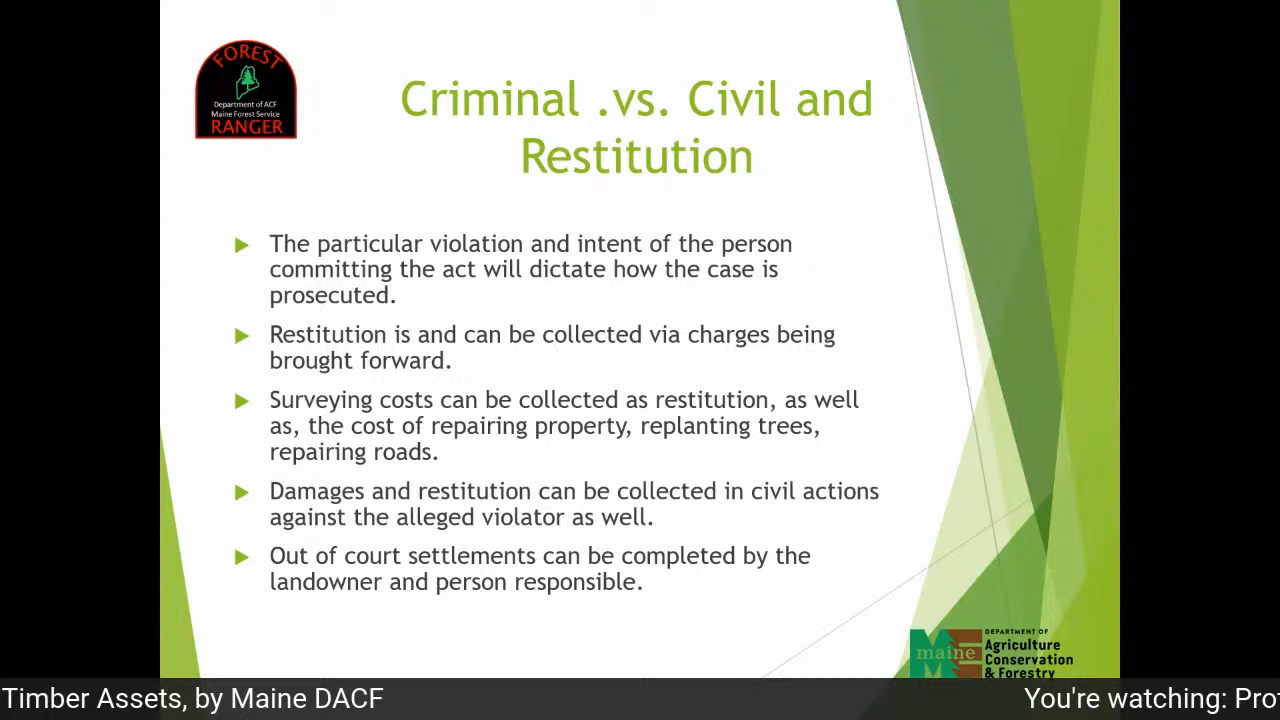 FOREST
Department of ACF
Maine Forest Service
RANGER
Criminal .vs. Civil and
Restitution
The particular violation and intent of the person
committing the act will dictate how the case is
prosecuted.
Restitution is and can be collected via charges being
brought forward.
Surveying costs can be collected as restitution, as well
as, the cost of repairing property, replanting trees,
repairing roads.
Damages and restitution can be collected in civil actions
against the alleged violator as well.
Out of court settlements can be completed by the
landowner and person responsible.
maine
DEPARTMENT OF
Agriculture
Conservation
& Forestry
Timber Assets, by Maine DACF
You're watching: Pro